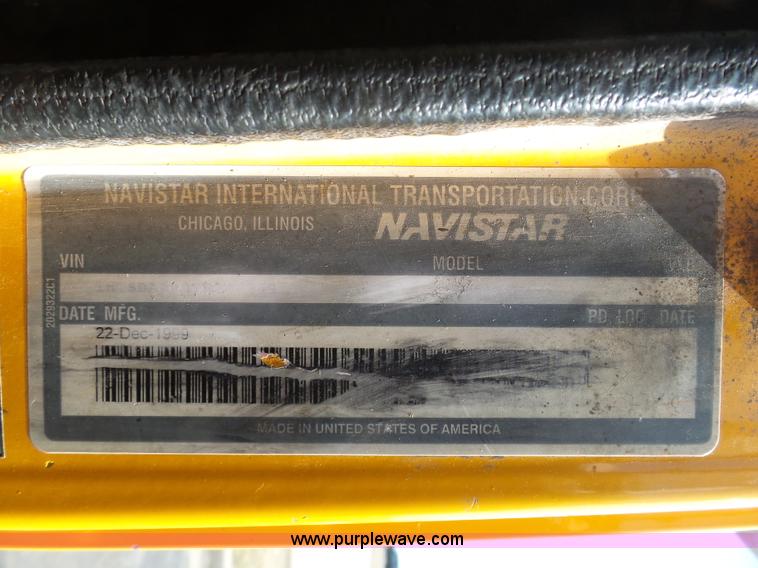 NAVISTAR INTERNATIONAL TRANSPORTATION CORP.
CHICAGO, ILLINOIS NAVISTAR
VIN MODEL
DATE MFG. PD. LOC DATE
22-Dec-1999
MADE IN UNITED STATES OF AMERICA
2029322C1
www.purplewave.com